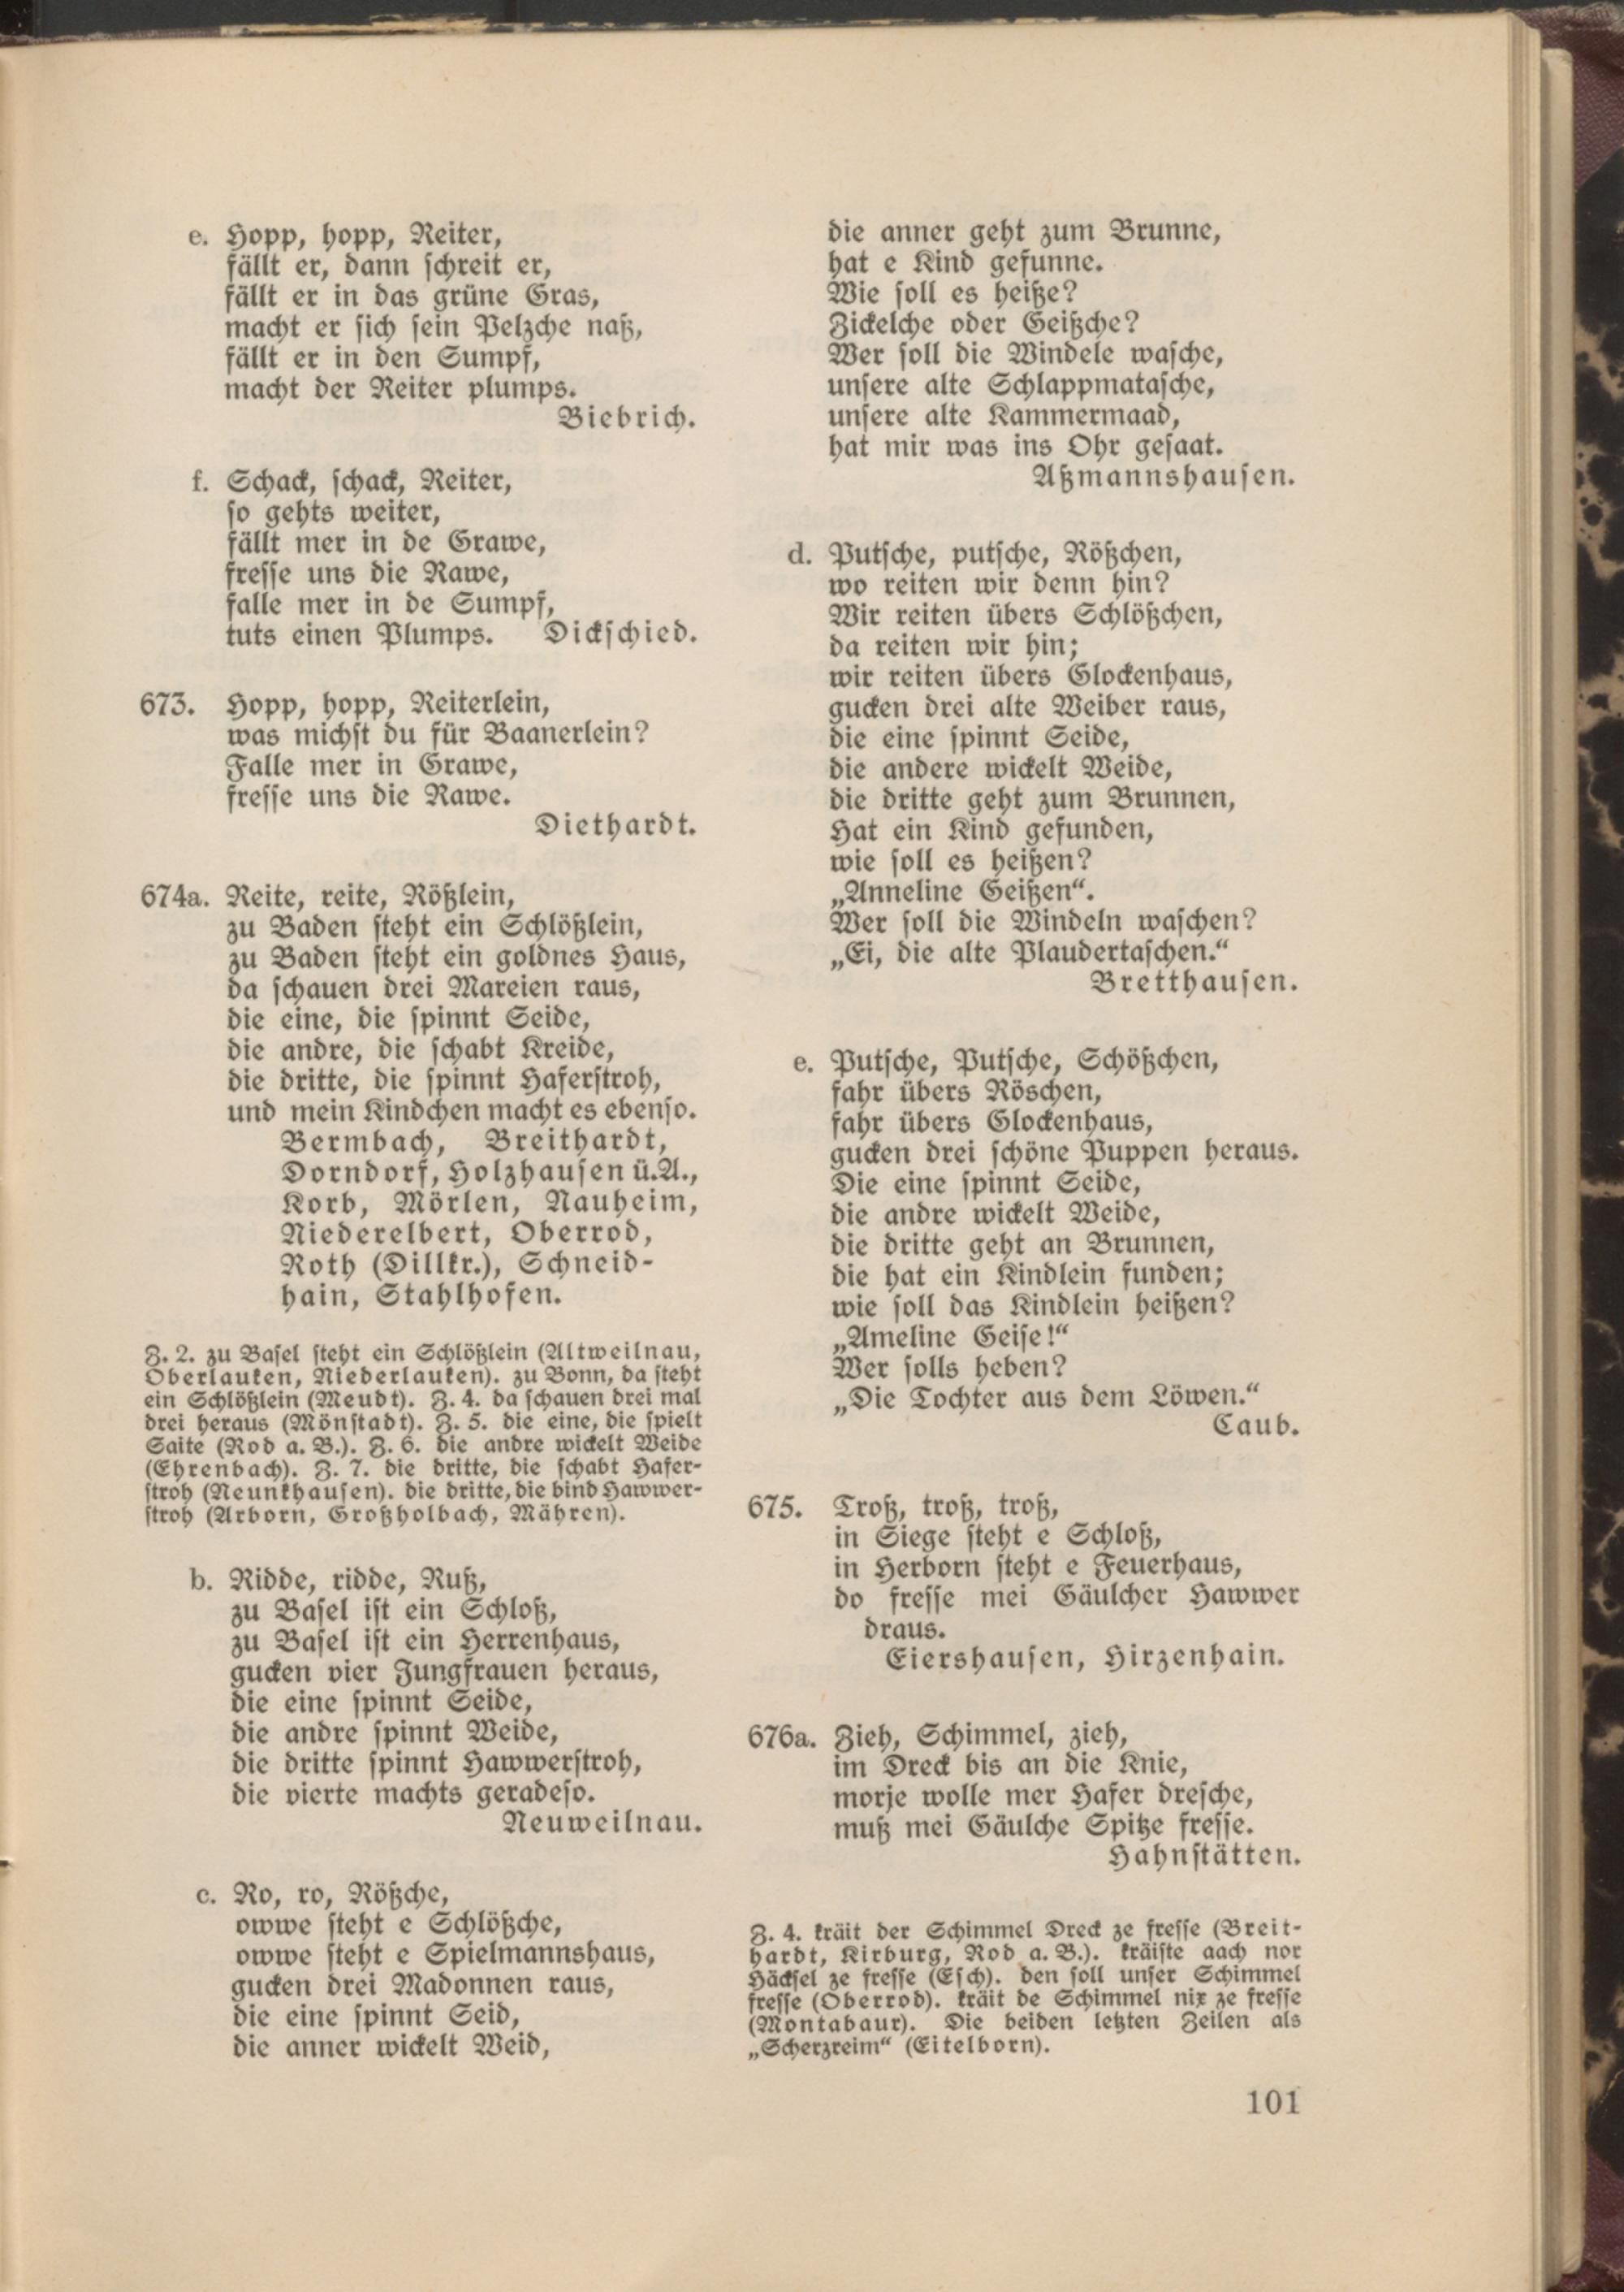 e. Hopp, hopp, Reiter,
fällt er, dann schreit er,
fällt er in das grüne Gras,
macht er sich sein Pelzche naß,
fällt er in den Sumpf,
macht der Reiter plumps.
Biebrich.
f. Schack, schack, Reiter,
so gehts weiter,
fällt mer in de Grawe,
fresse uns die Rawe,
falle mer in de Sumpf,
tuts einen Plumps. Dickschied.
673. Hopp, hopp, Reiterlein,
was michst du für Baanerlein?
Falle mer in Grawe,
fresse uns die Rawe.
Diethardt.
674a. Reite, reite, Rößlein,
zu Baden steht ein Schlößlein,
zu Baden steht ein goldnes Haus,
da schauen drei Mareien raus,
die eine, die spinnt Seide,
die andre, die schabt Kreide,
die dritte, die spinnt Haferstroh,
und mein Kindchen macht es ebenso.
Bermbach, Breithardt,
Dorndorf, Holzhausen ü.A.,
Korb, Mörlen, Nauheim,
Niederelbert, Oberrod,
Roth (Dillkr.), Schneid-
hain, Stahlhofen.
Z. 2. zu Basel steht ein Schlößlein (Altweilnau,
Oberlauken, Niederlauken). zu Bonn, da steht
ein Schlößlein (Meudt). Z. 4. da schauen drei mal
drei heraus (Mönstadt). Z. 5. die eine, die spielt
Saite (Rod a. B.). Z. 6. die andre wickelt Weide
(Ehrenbach). Z. 7. die dritte, die schabt Hafer-
stroh (Neunkhausen). die dritte, die bind Hawwer-
stroh (Arborn, Großholbach, Mähren).
b. Ridde, ridde, Ruß,
zu Basel ist ein Schloß,
zu Basel ist ein Herrenhaus,
gucken vier Jungfrauen heraus,
die eine spinnt Seide,
die andre spinnt Weide,
die dritte spinnt Hawwerstroh,
die vierte machts geradeso.
Neuweilnau.
c. Ro, ro, Rößche,
owwe steht e Schlößche,
owwe steht e Spielmannshaus,
gucken drei Madonnen raus,
die eine spinnt Seid,
die anner wickelt Weid,
die anner geht zum Brunne,
hat e Kind gefunne.
Wie soll es heiße?
Zickelche oder Geißche?
Wer soll die Windele wasche,
unsere alte Schlappmatasche,
unsere alte Kammermaad,
hat mir was ins Ohr gesaat.
Aßmannshausen.
d. Putsche, putsche, Rößchen,
wo reiten wir denn hin?
Wir reiten übers Schlößchen,
da reiten wir hin;
wir reiten übers Glockenhaus,
gucken drei alte Weiber raus,
die eine spinnt Seide,
die andere wickelt Weide,
die dritte geht zum Brunnen,
Hat ein Kind gefunden,
wie soll es heißen?
„Anneline Geißen“.
Wer soll die Windeln waschen?
„Ei, die alte Plaudertaschen.“
Bretthausen.
e. Putsche, Putsche, Schößchen,
fahr übers Röschen,
fahr übers Glockenhaus,
gucken drei schöne Puppen heraus.
Die eine spinnt Seide,
die andre wickelt Weide,
die dritte geht an Brunnen,
die hat ein Kindlein funden;
wie soll das Kindlein heißen?
„Ameline Geise!“
Wer solls heben?
„Die Tochter aus dem Löwen.“
Caub.
675. Troß, troß, troß,
in Siege steht e Schloß,
in Herborn steht e Feuerhaus,
do fresse mei Gäulcher Hawwer
draus.
Eiershausen, Hirzenhain.
676a. Zieh, Schimmel, zieh,
im Dreck bis an die Knie,
morje wolle mer Hafer dresche,
muß mei Gäulche Spitze fresse.
Hahnstätten.
Z. 4. kräit der Schimmel Dreck ze fresse (Breit-
hardt, Kirburg, Rod a. B.). kräiste aach nor
Häcksel ze fresse (Esch). den soll unser Schimmel
fresse (Oberrod). kräit de Schimmel nix ze fresse
(Montabaur). Die beiden letzten Zeilen als
„Scherzreim“ (Eitelborn).
101